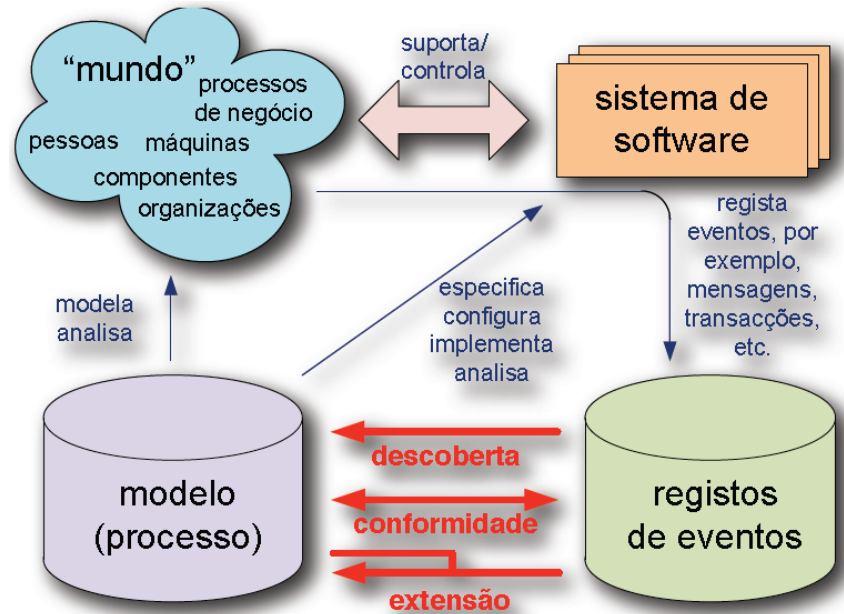 “mundo”
processos
de negócio
pessoas
máquinas
componentes
organizações
suporta/
controla
sistema de
software
regista
eventos, por
exemplo,
mensagens,
transacções,
etc.
modela
analisa
especifica
configura
implementa
analisa
modelo
(processo)
descoberta
conformidade
extensão
registos
de eventos